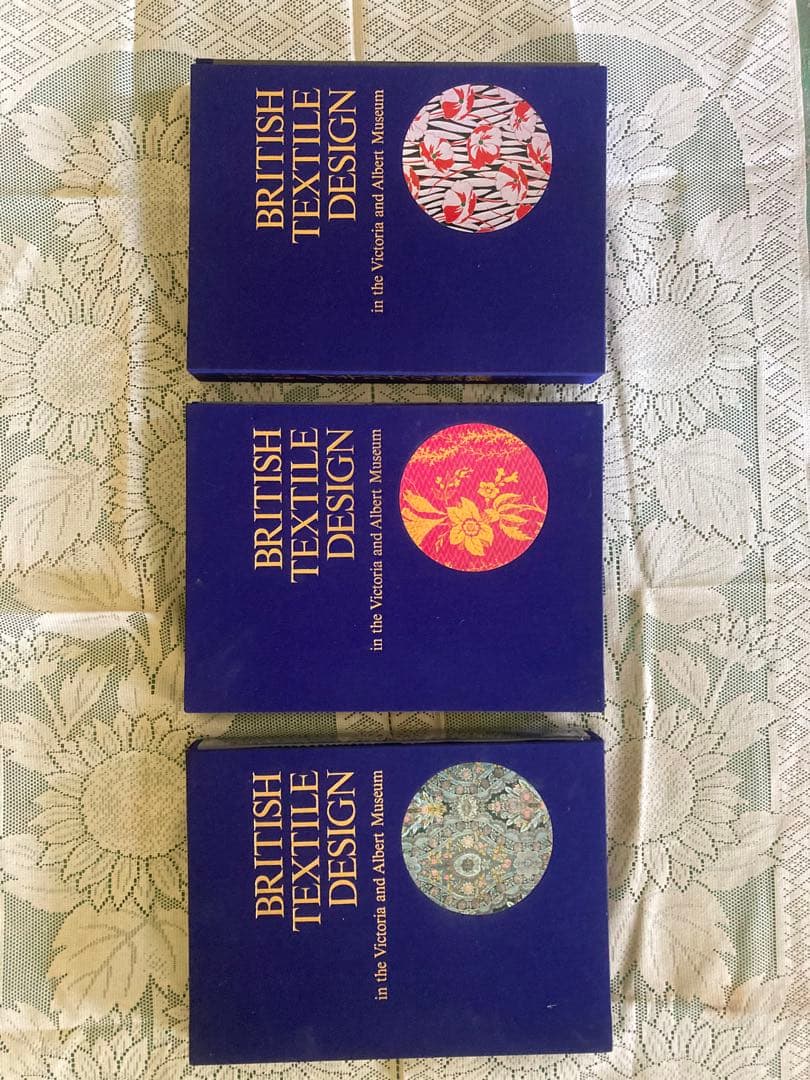 BRITISH
TEXTILE
DESIGN
in the Victoria and Albert Museum
BRITISH
TEXTILE
DESIGN
in the Victoria and Albert Museum
BRITISH
TEXTILE
DESIGN
in the Victoria and Albert Museum